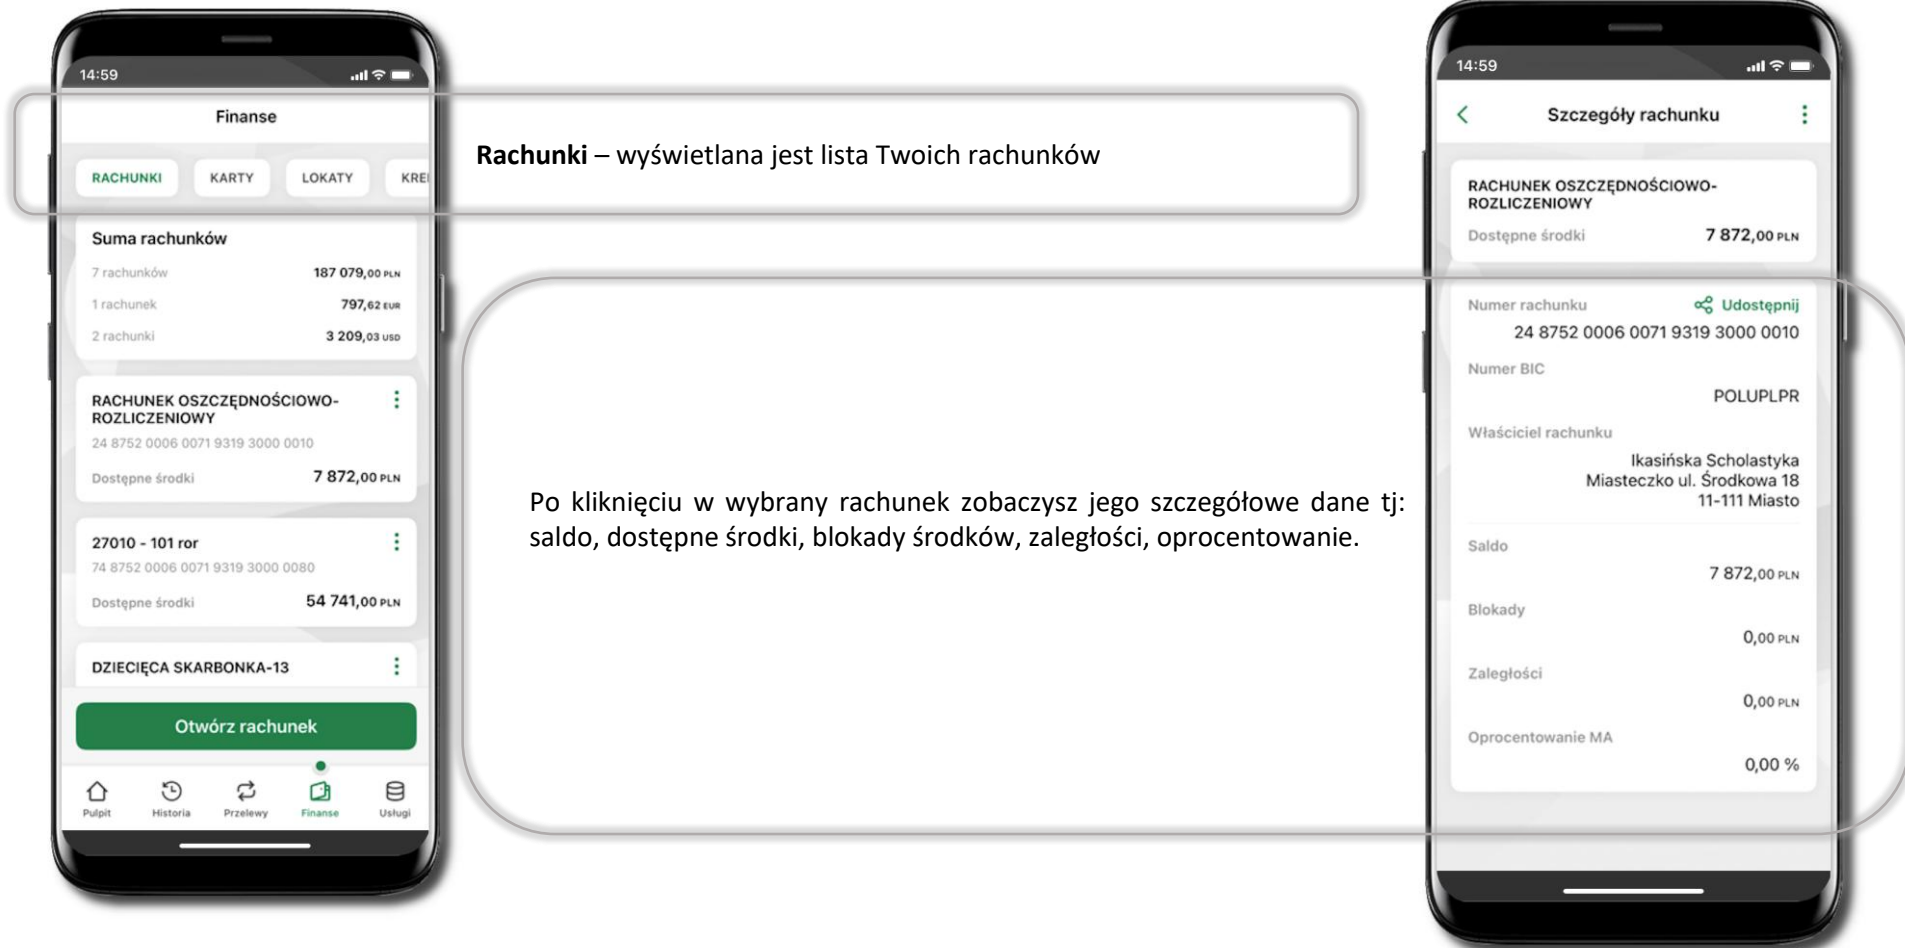 14:59
Finanse
RACHUNKI KARTY LOKATY KRE
Suma rachunków
7 rachunków 187 079,00 PLN
1 rachunek 797,62 EUR
2 rachunki 3 209,03 USD
RACHUNEK OSZCZĘDNOŚCIOWO-
ROZLICZENIOWY
24 8752 0006 0071 9319 3000 0010
Dostępne środki 7 872,00 PLN
27010 - 101 ror
74 8752 0006 0071 9319 3000 0080
Dostępne środki 54 741,00 PLN
DZIECIĘCA SKARBONKA-13
Otwórz rachunek
Pulpit Historia Przelewy Finanse Usługi
Rachunki – wyświetlana jest lista Twoich rachunków
Po kliknięciu w wybrany rachunek zobaczysz jego szczegółowe dane tj:
saldo, dostępne środki, blokady środków, zaległości, oprocentowanie.
14:59
Szczegóły rachunku
RACHUNEK OSZCZĘDNOŚCIOWO-
ROZLICZENIOWY
Dostępne środki 7 872,00 PLN
Numer rachunku Udostępnij
24 8752 0006 0071 9319 3000 0010
Numer BIC
POLUPLPR
Właściciel rachunku
Ikasińska Scholastyka
Miasteczko ul. Środkowa 18
11-111 Miasto
Saldo
7 872,00 PLN
Blokady
0,00 PLN
Zaległości
0,00 PLN
Oprocentowanie MA
0,00 %